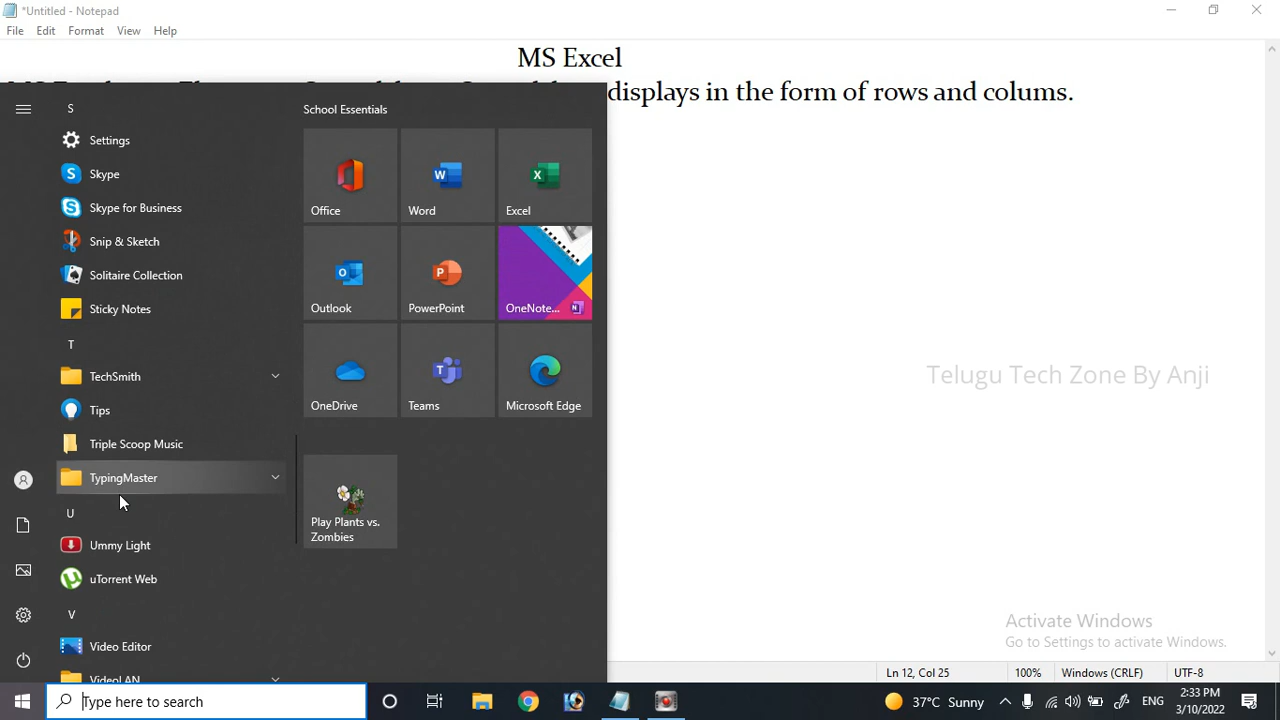 *Untitled - Notepad
File Edit Format View Help
MS Excel
displays in the form of rows and colums.
S
Settings
Skype
Skype for Business
Snip & Sketch
Solitaire Collection
Sticky Notes
T
TechSmith
Tips
Triple Scoop Music
TypingMaster
U
Ummy Light
uTorrent Web
V
Video Editor
VideoLAN
School Essentials
Office Word Excel
Outlook PowerPoint OneNote...
OneDrive Teams Microsoft Edge
Play Plants vs.
Zombies
Telugu Tech Zone By Anji
Activate Windows
Go to Settings to activate Windows.
Ln 12, Col 25 100% Windows (CRLF) UTF-8
Type here to search
37°C Sunny ENG 2:33 PM
3/10/2022